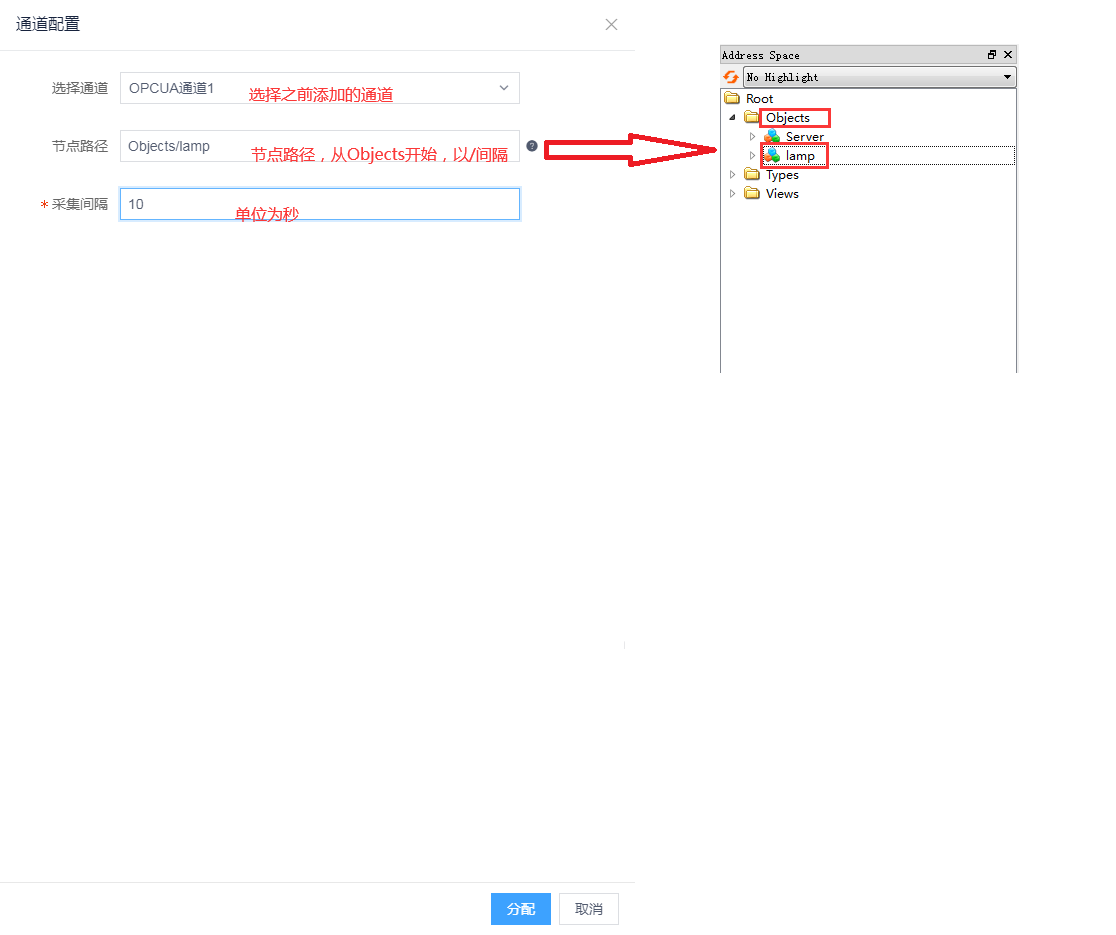 通道配置
选择通道 OPCUA通道1 选择之前添加的通道
节点路径 Objects/lamp 节点路径，从Objects开始，以/间隔
* 采集间隔 10 单位为秒
分配 取消
Address Space
No Highlight
Root
Objects
Server
lamp
Types
Views